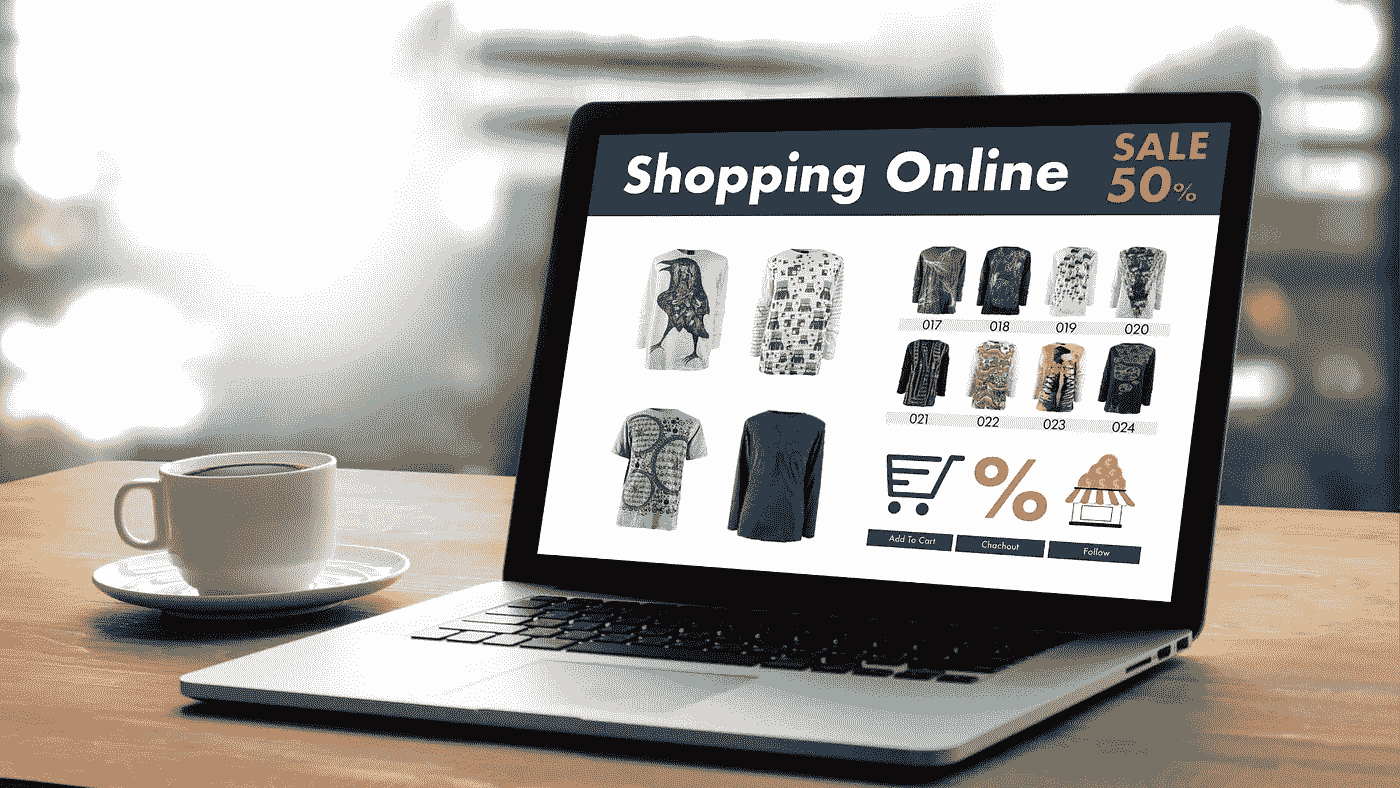 Shopping Online
SALE
50%
017 018 019 020
021 022 023 024
%
Add To Cart
Chachout
Follow